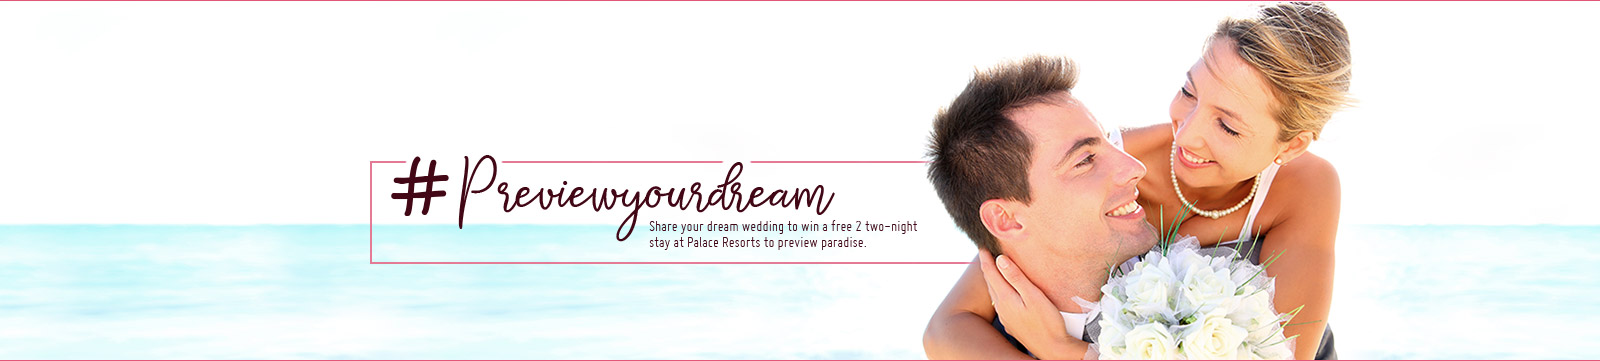 #Previewyourdream
Share your dream wedding to win a free 2 two-night
stay at Palace Resorts to preview paradise.